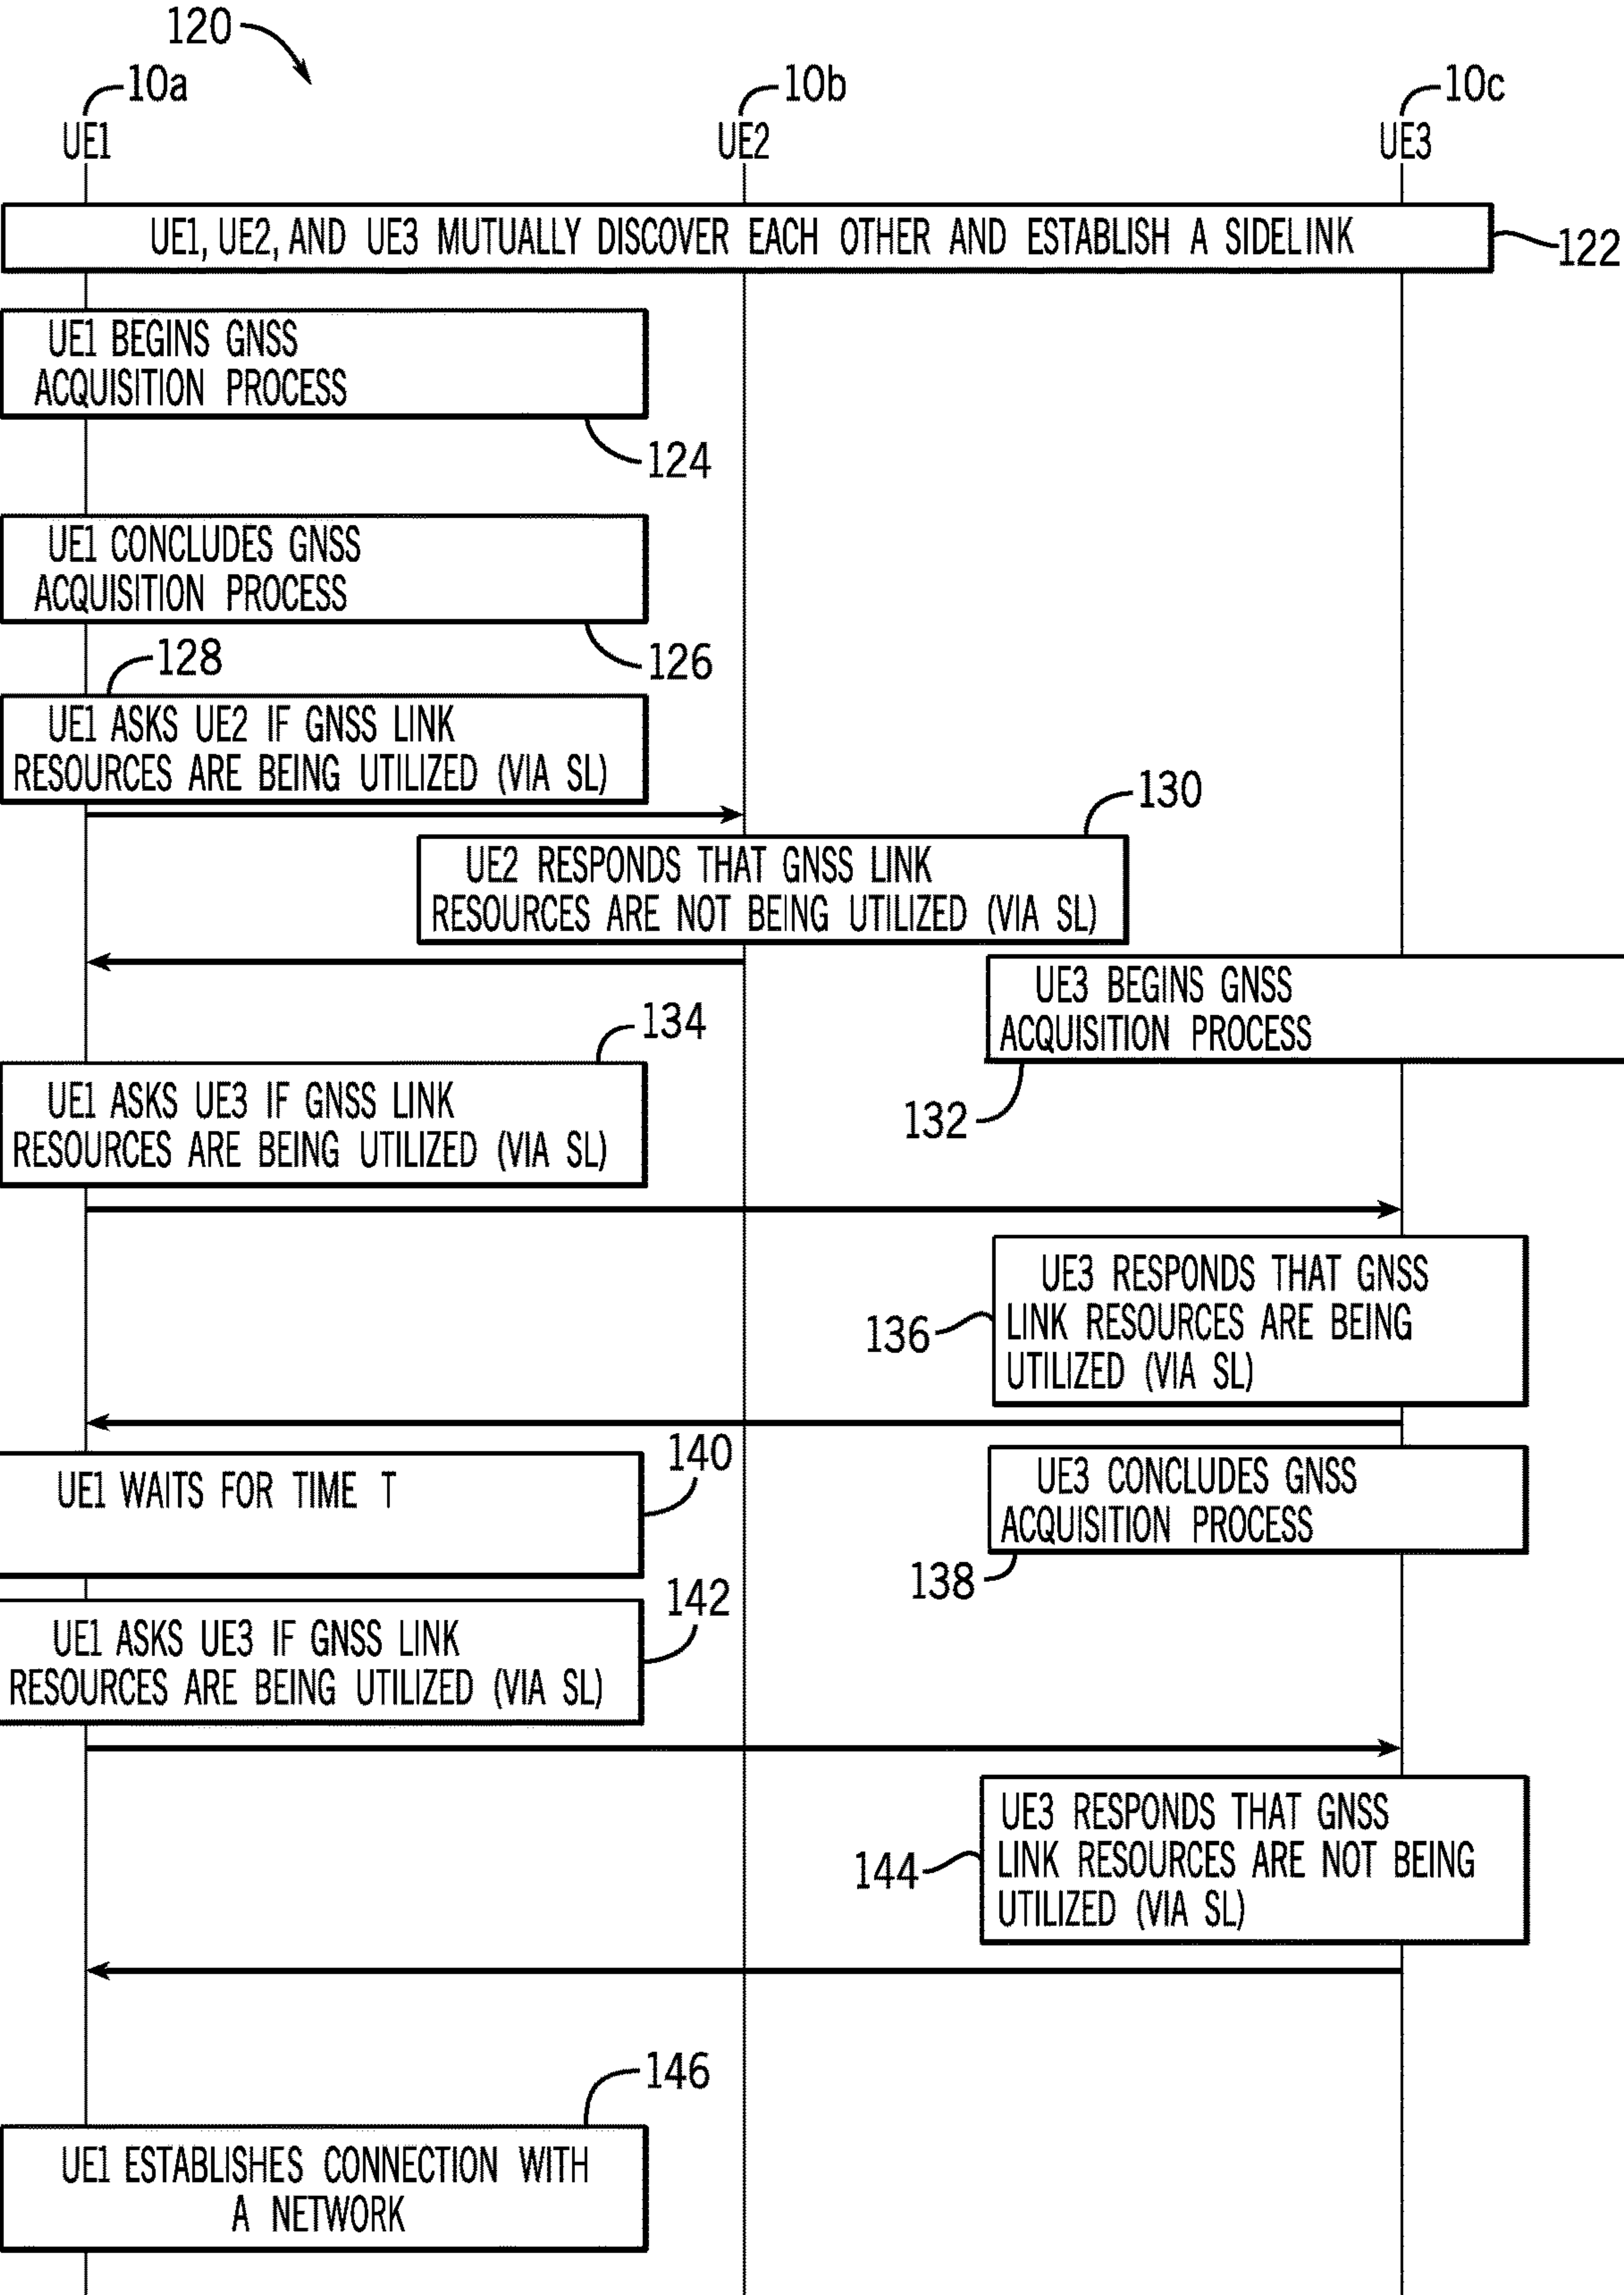 120
10a
10b
10c
UE1
UE2
UE3
UE1, UE2, AND UE3 MUTUALLY DISCOVER EACH OTHER AND ESTABLISH A SIDELINK
122
UE1 BEGINS GNSS
ACQUISITION PROCESS
124
UE1 CONCLUDES GNSS
ACQUISITION PROCESS
126
128
UE1 ASKS UE2 IF GNSS LINK
RESOURCES ARE BEING UTILIZED (VIA SL)
130
UE2 RESPONDS THAT GNSS LINK
RESOURCES ARE NOT BEING UTILIZED (VIA SL)
UE3 BEGINS GNSS
ACQUISITION PROCESS
132
134
UE1 ASKS UE3 IF GNSS LINK
RESOURCES ARE BEING UTILIZED (VIA SL)
UE3 RESPONDS THAT GNSS
LINK RESOURCES ARE BEING
UTILIZED (VIA SL)
136
140
UE1 WAITS FOR TIME T
UE3 CONCLUDES GNSS
ACQUISITION PROCESS
138
142
UE1 ASKS UE3 IF GNSS LINK
RESOURCES ARE BEING UTILIZED (VIA SL)
UE3 RESPONDS THAT GNSS
LINK RESOURCES ARE NOT BEING
UTILIZED (VIA SL)
144
146
UE1 ESTABLISHES CONNECTION WITH
A NETWORK